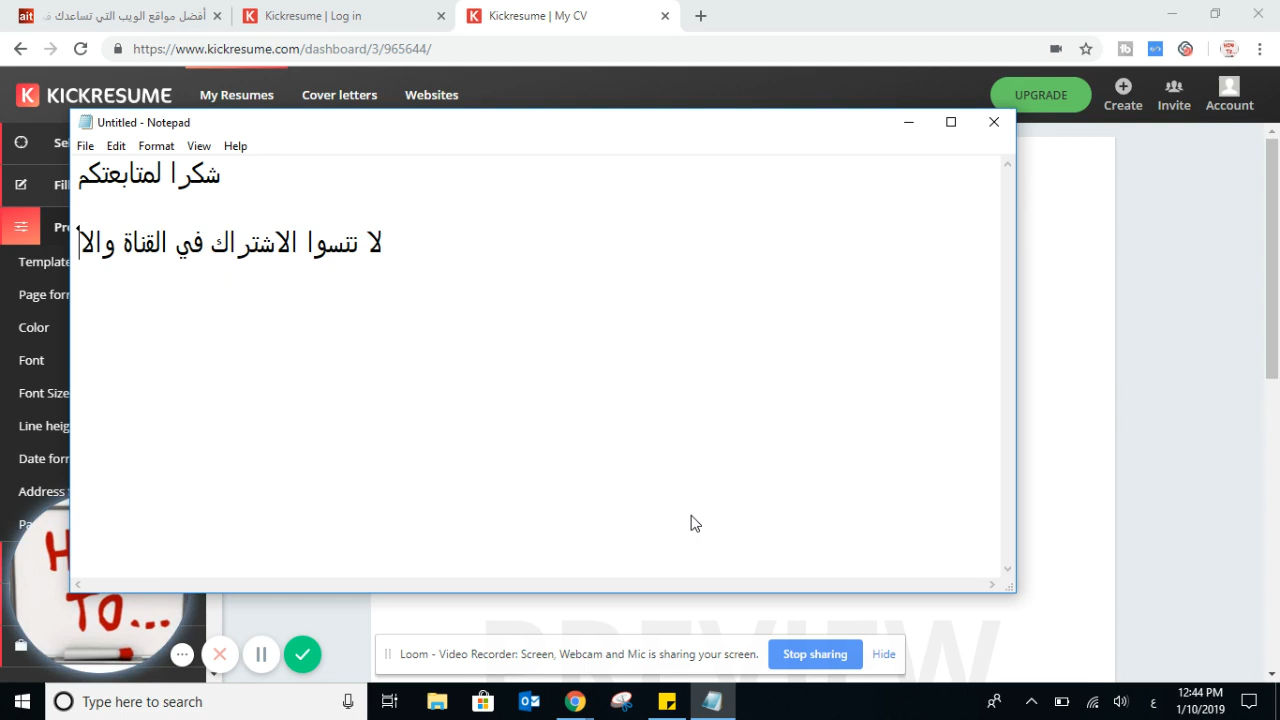 أفضل مواقع الويب التي تساعدك في
Kickresume | Log in
Kickresume | My CV
https://www.kickresume.com/dashboard/3/965644/
KICKRESUME
My Resumes
Cover letters
Websites
UPGRADE
Create
Invite
Account
Untitled - Notepad
File
Edit
Format
View
Help
شكرا لمتابعتكم
لا نتسوا الاشتراك في القناة والا
Template
Page for
Color
Font
Font Size
Line heig
Date for
Address
TO...
PREVIEW
Loom - Video Recorder: Screen, Webcam and Mic is sharing your screen.
Stop sharing
Hide
Type here to search
ع
12:44 PM
1/10/2019